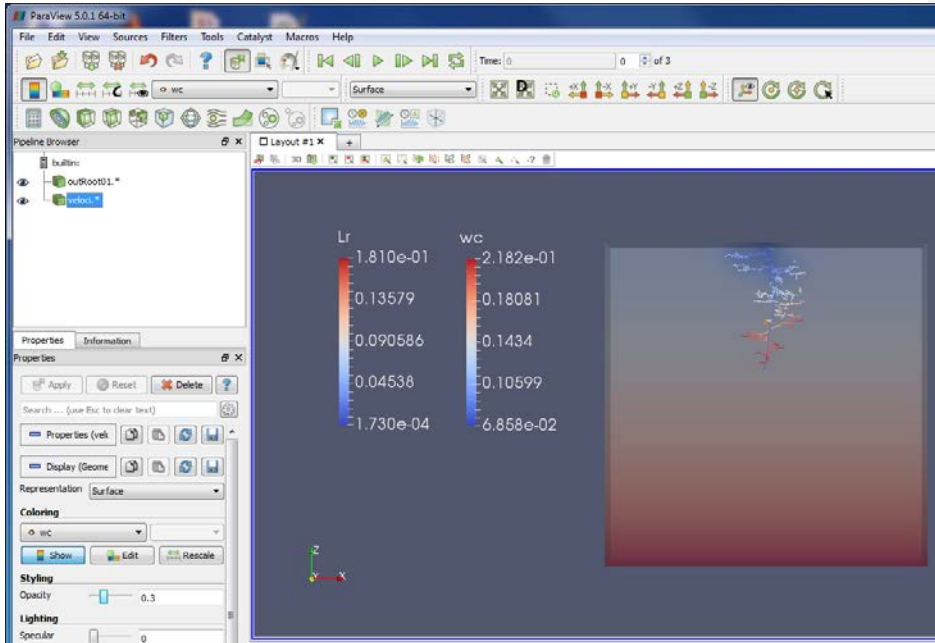 ParaView 5.0.1 64-bit
File Edit View Sources Filters Tools Catalyst Macros Help
Time: 0 0 of 3
wc Surface
Pipeline Browser
Layout #1
builtin:
outRoot01.*
veloci.*
Lr
1.810e-01
0.13579
0.090586
0.04538
1.730e-04
wc
2.182e-01
0.18081
0.1434
0.10599
6.858e-02
Z
Y
X
Properties Information
Properties
Apply Reset Delete ?
Search ... (use Esc to clear text)
Properties (velc
Display (Geome
Representation Surface
Coloring
wc
Show Edit Rescale
Styling
Opacity 0.3
Lighting
Specular 0